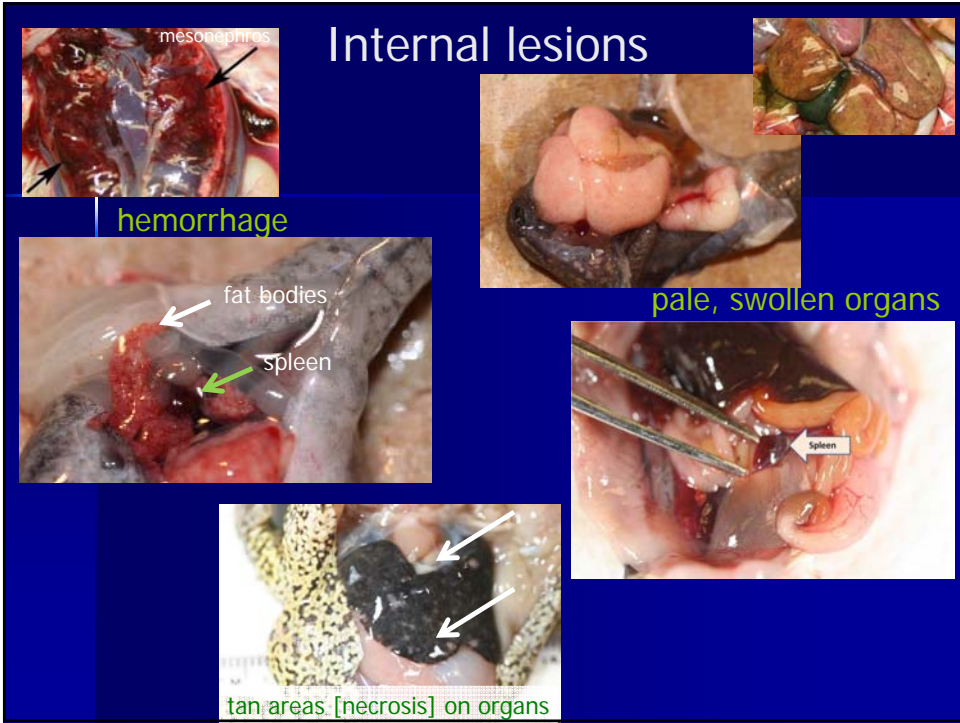 Internal lesions
mesonephros
hemorrhage
fat bodies
spleen
pale, swollen organs
Spleen
tan areas [necrosis] on organs